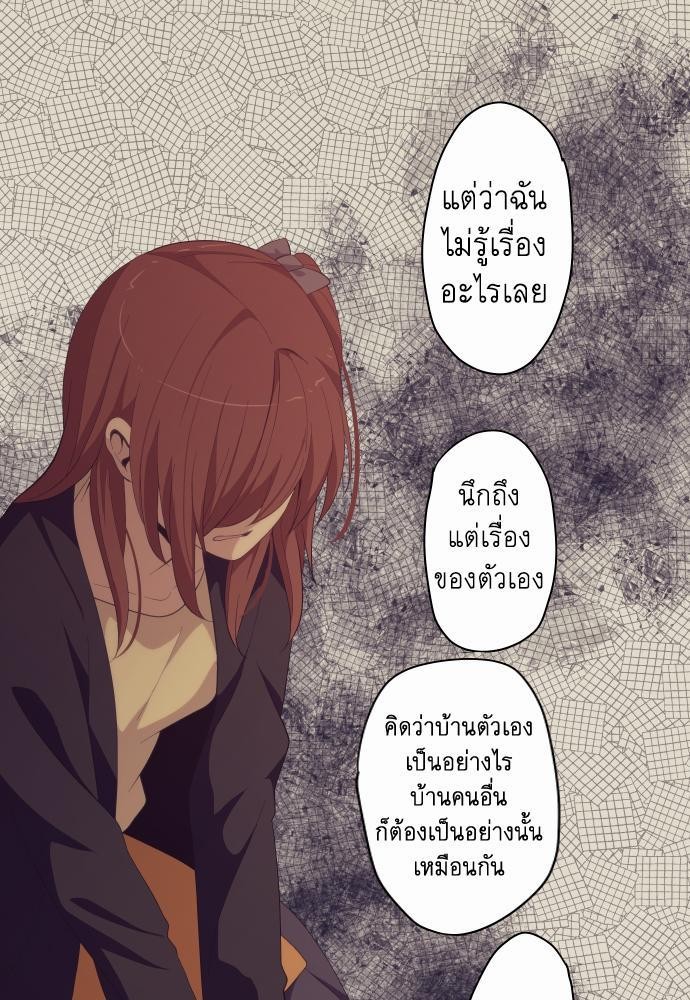 แต่ว่าฉัน
ไม่รู้เรื่อง
อะไรเลย
นึกถึง
แต่เรื่อง
ของตัวเอง
คิดว่าบ้านตัวเอง
เป็นอย่างไร
บ้านคนอื่น
ก็ต้องเป็นอย่างนั้น
เหมือนกัน